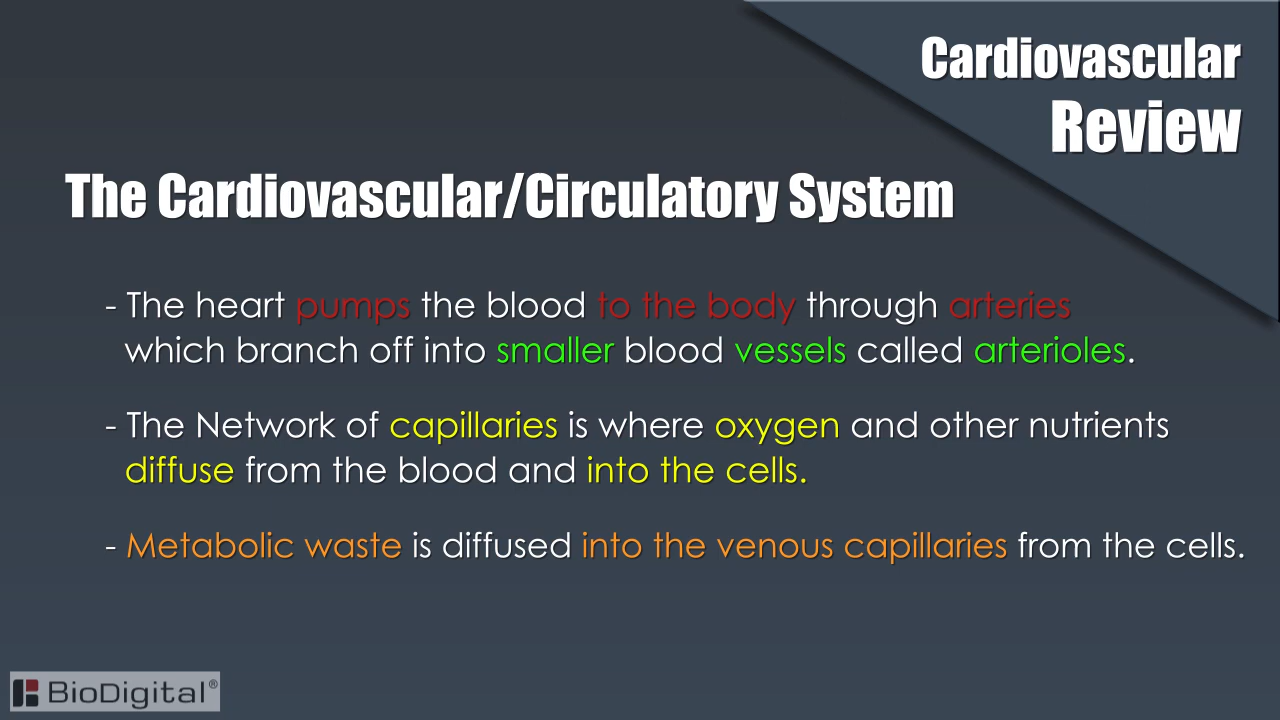 Cardiovascular
Review
The Cardiovascular/Circulatory System
- The heart pumps the blood to the body through arteries
which branch off into smaller blood vessels called arterioles.
- The Network of capillaries is where oxygen and other nutrients
diffuse from the blood and into the cells.
- Metabolic waste is diffused into the venous capillaries from the cells.
BioDigital®